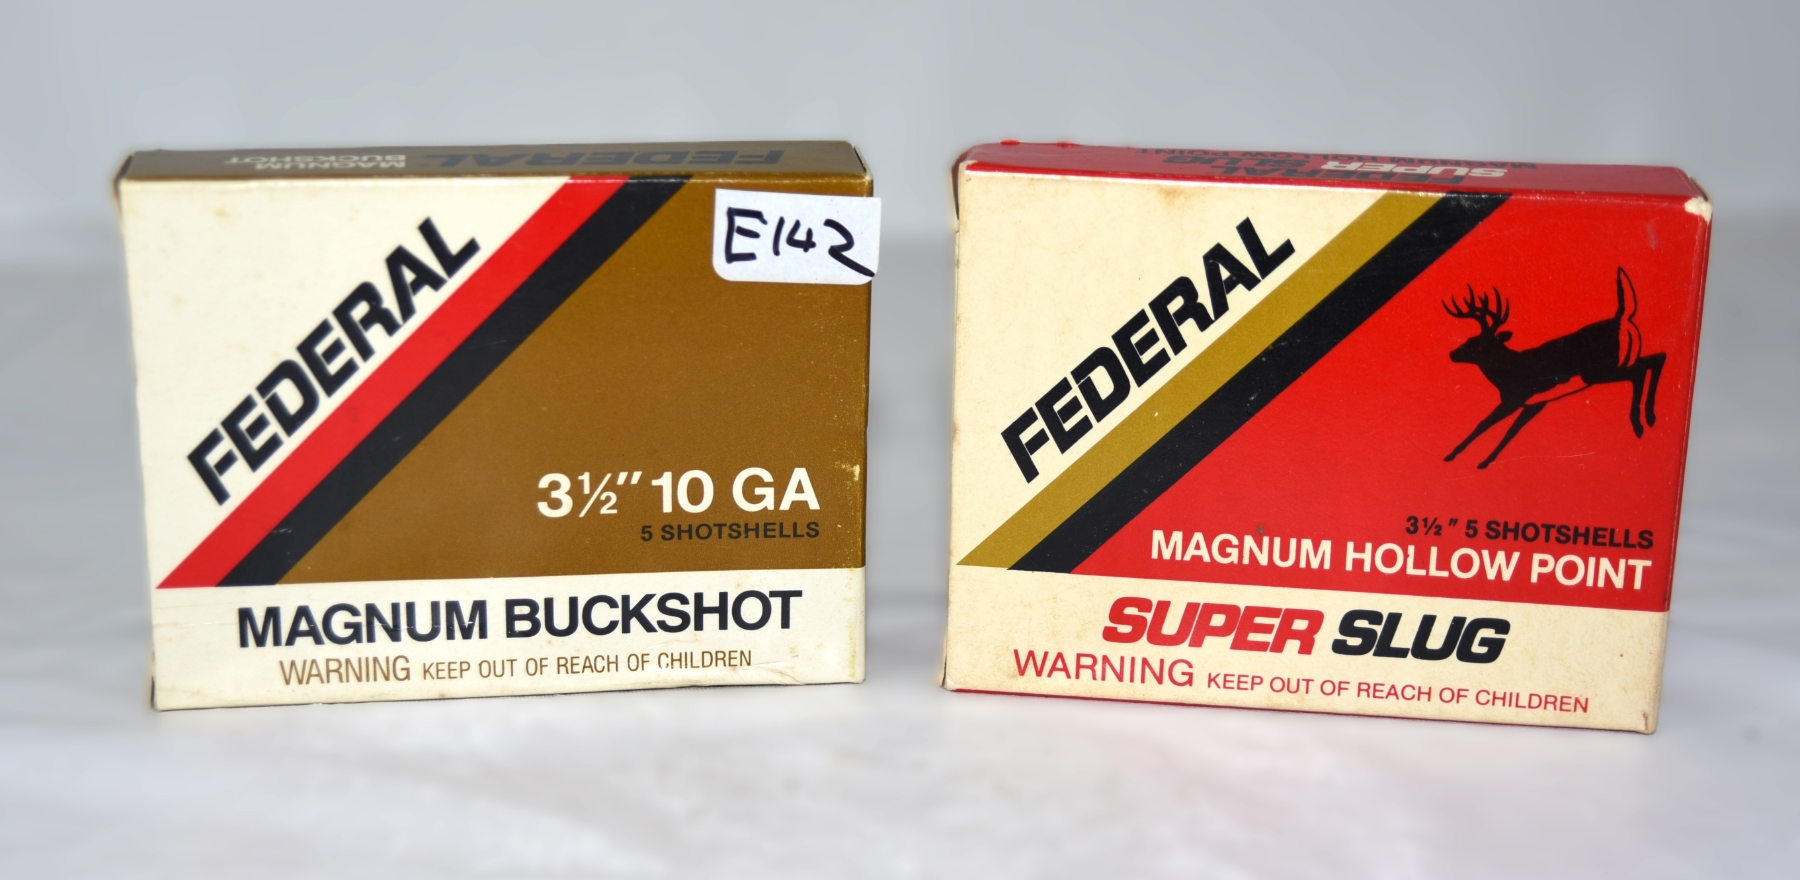 FEDERAL
MAGNUM
BUCKSHOT
E142
FEDERAL
3½" 10 GA
5 SHOTSHELLS
MAGNUM BUCKSHOT
WARNING KEEP OUT OF REACH OF CHILDREN
FEDERAL
SUPER
SLUG
FEDERAL
3½" 5 SHOTSHELLS
MAGNUM HOLLOW POINT
SUPER SLUG
WARNING KEEP OUT OF REACH OF CHILDREN